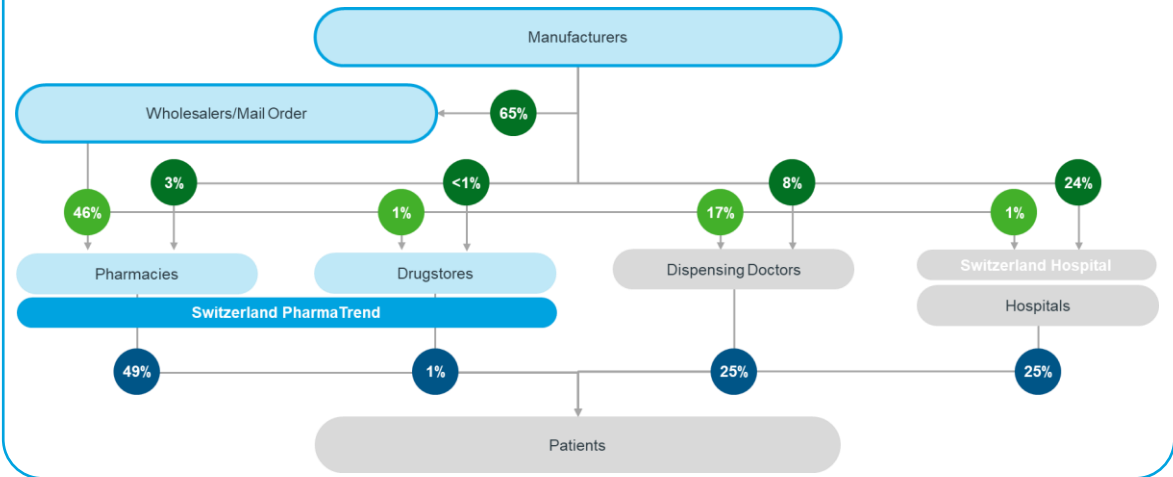 Manufacturers
Wholesalers/Mail Order
65%
3%
<1%
8%
24%
46%
1%
17%
1%
Pharmacies
Drugstores
Dispensing Doctors
Switzerland Hospital
Switzerland PharmaTrend
Hospitals
49%
1%
25%
25%
Patients